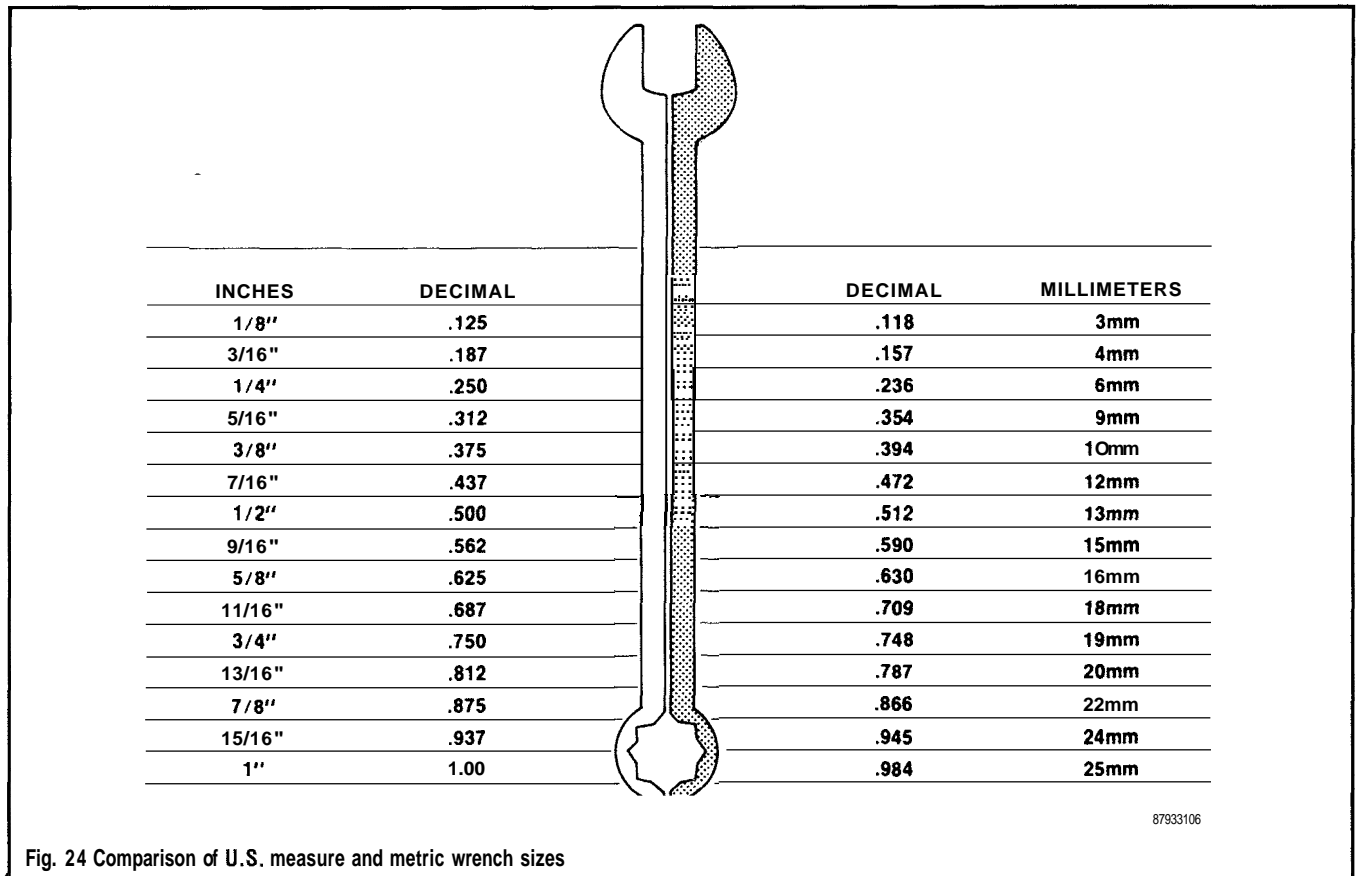 INCHES DECIMAL DECIMAL MILLIMETERS
1/8" .125 .118 3mm
3/16" .187 .157 4mm
1/4" .250 .236 6mm
5/16" .312 .354 9mm
3/8" .375 .394 10mm
7/16" .437 .472 12mm
1/2" .500 .512 13mm
9/16" .562 .590 15mm
5/8" .625 .630 16mm
11/16" .687 .709 18mm
3/4" .750 .748 19mm
13/16" .812 .787 20mm
7/8" .875 .866 22mm
15/16" .937 .945 24mm
1" 1.00 .984 25mm
87933106
Fig. 24 Comparison of U.S. measure and metric wrench sizes